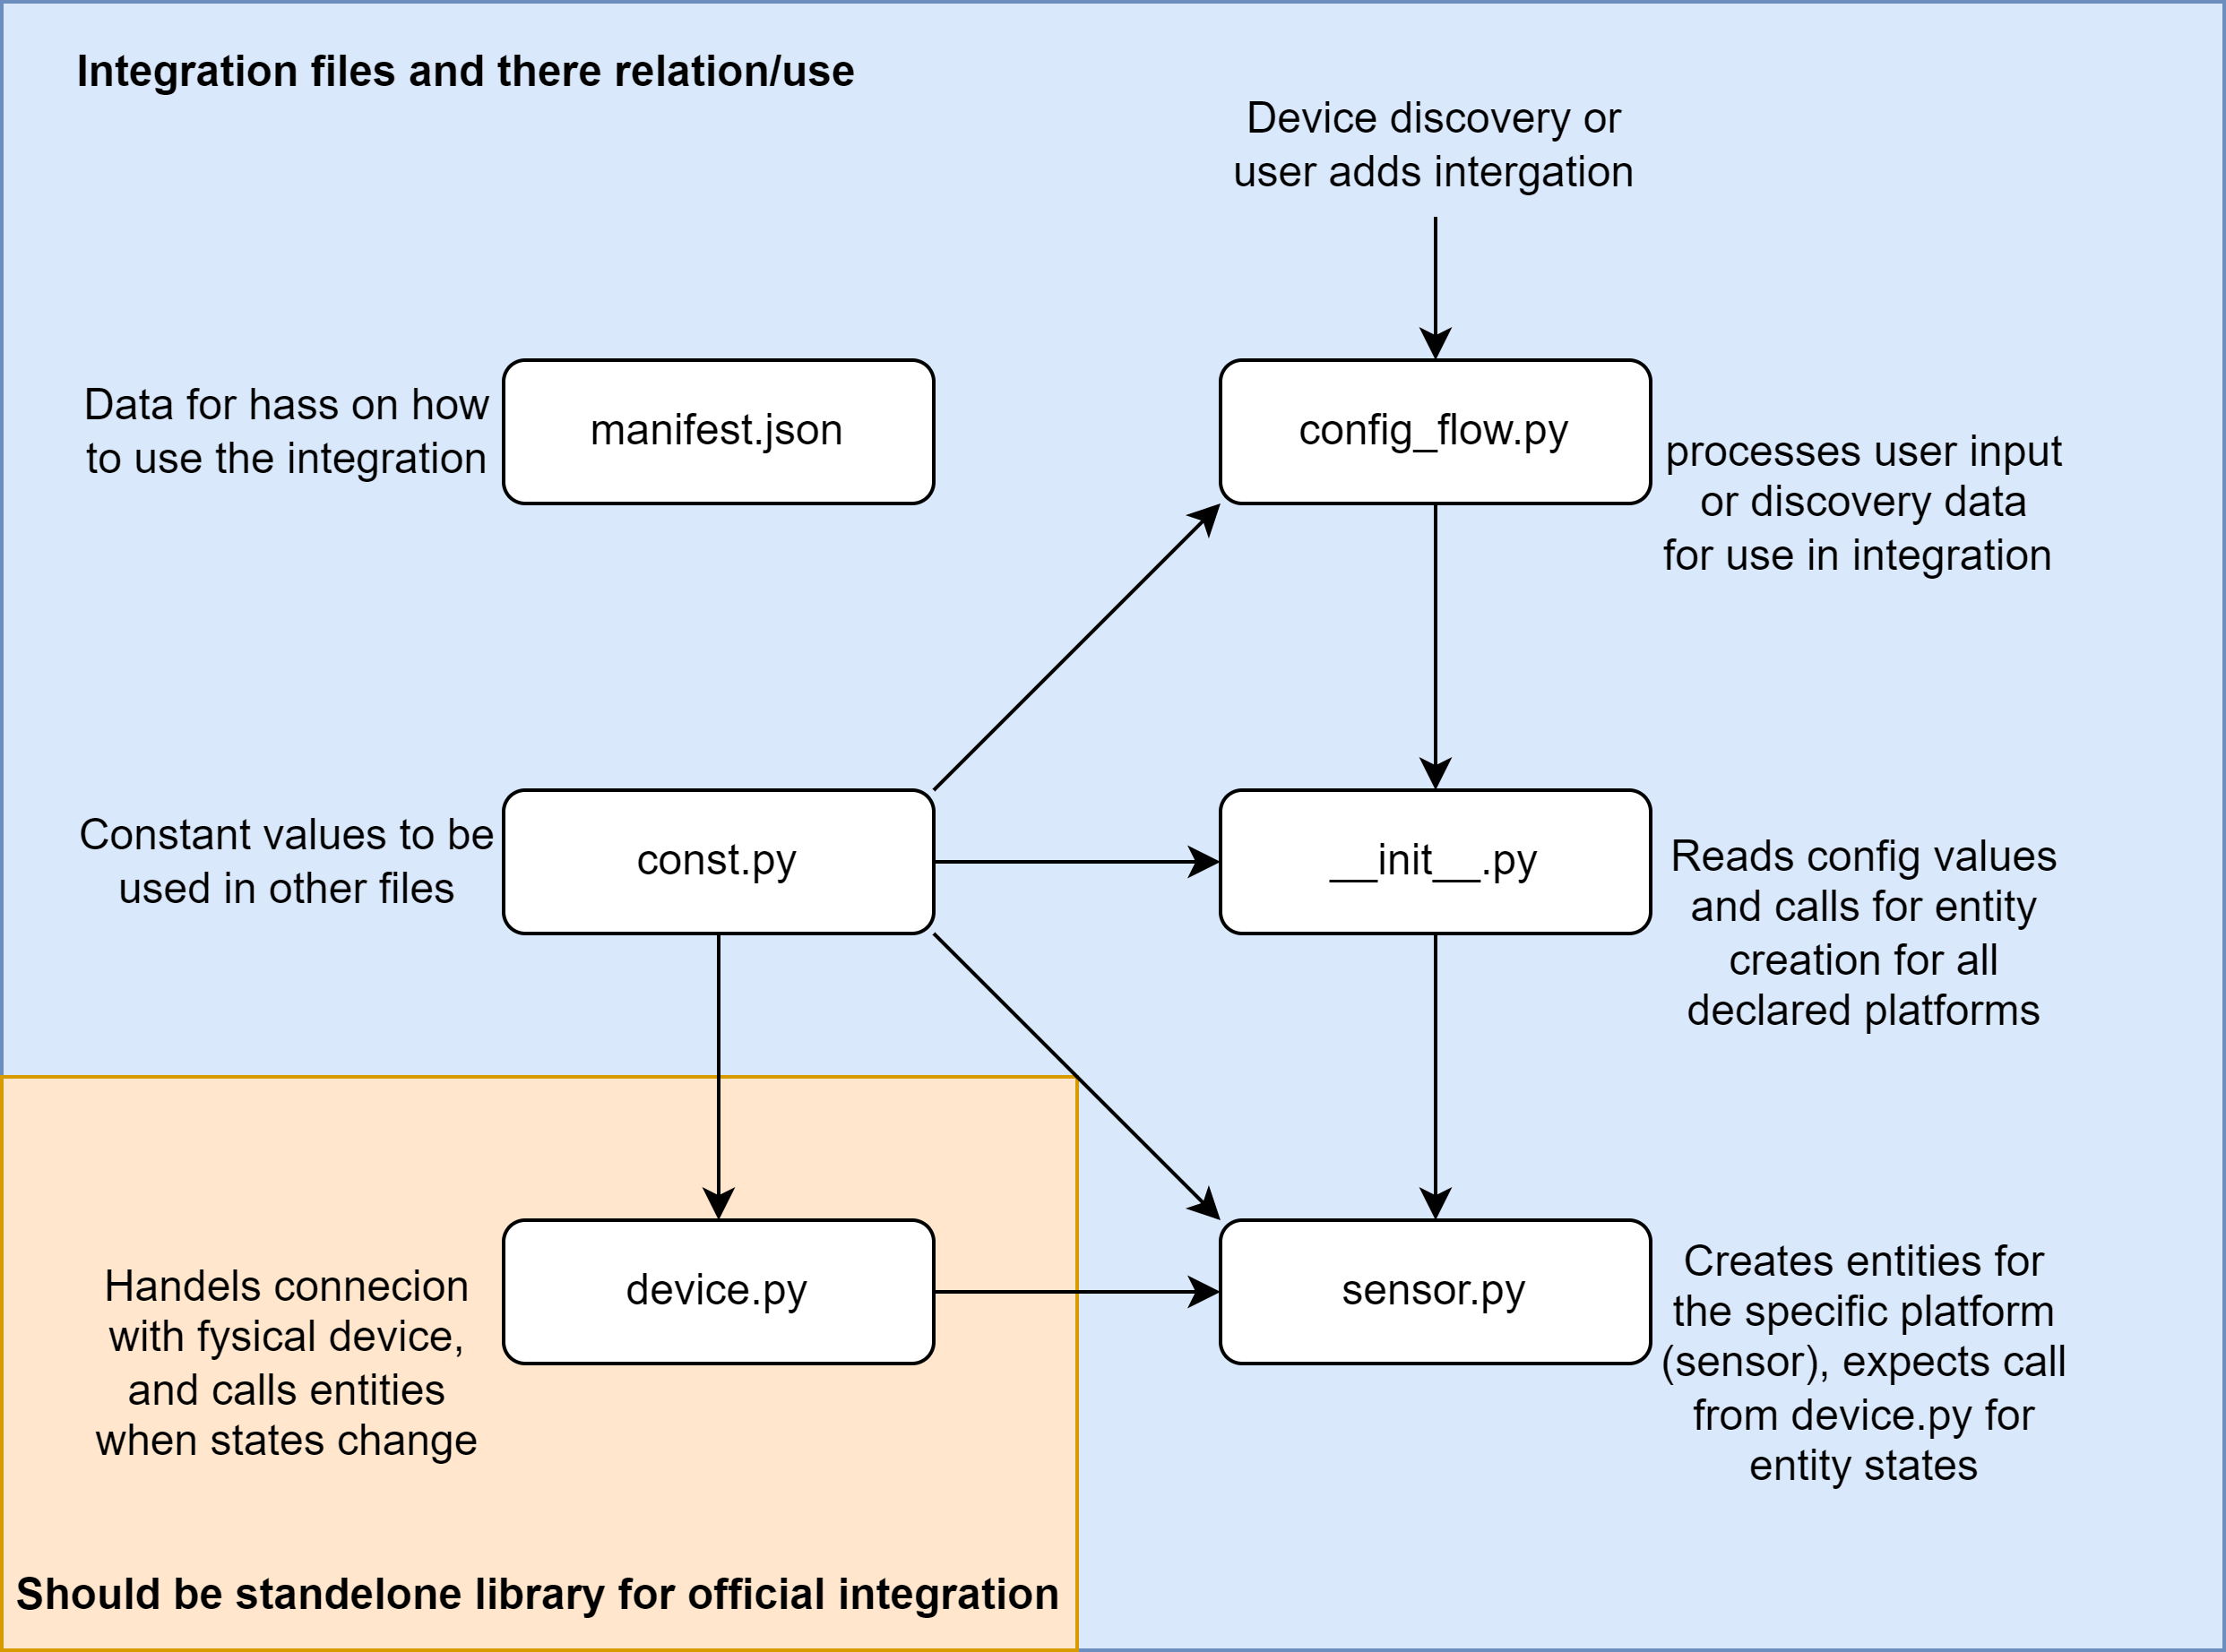 Integration files and there relation/use
Device discovery or
user adds intergation
Data for hass on how
to use the integration
manifest.json
config_flow.py
processes user input
or discovery data
for use in integration
Constant values to be
used in other files
const.py
__init__.py
Reads config values
and calls for entity
creation for all
declared platforms
Handels connecion
with fysical device,
and calls entities
when states change
device.py
sensor.py
Creates entities for
the specific platform
(sensor), expects call
from device.py for
entity states
Should be standelone library for official integration